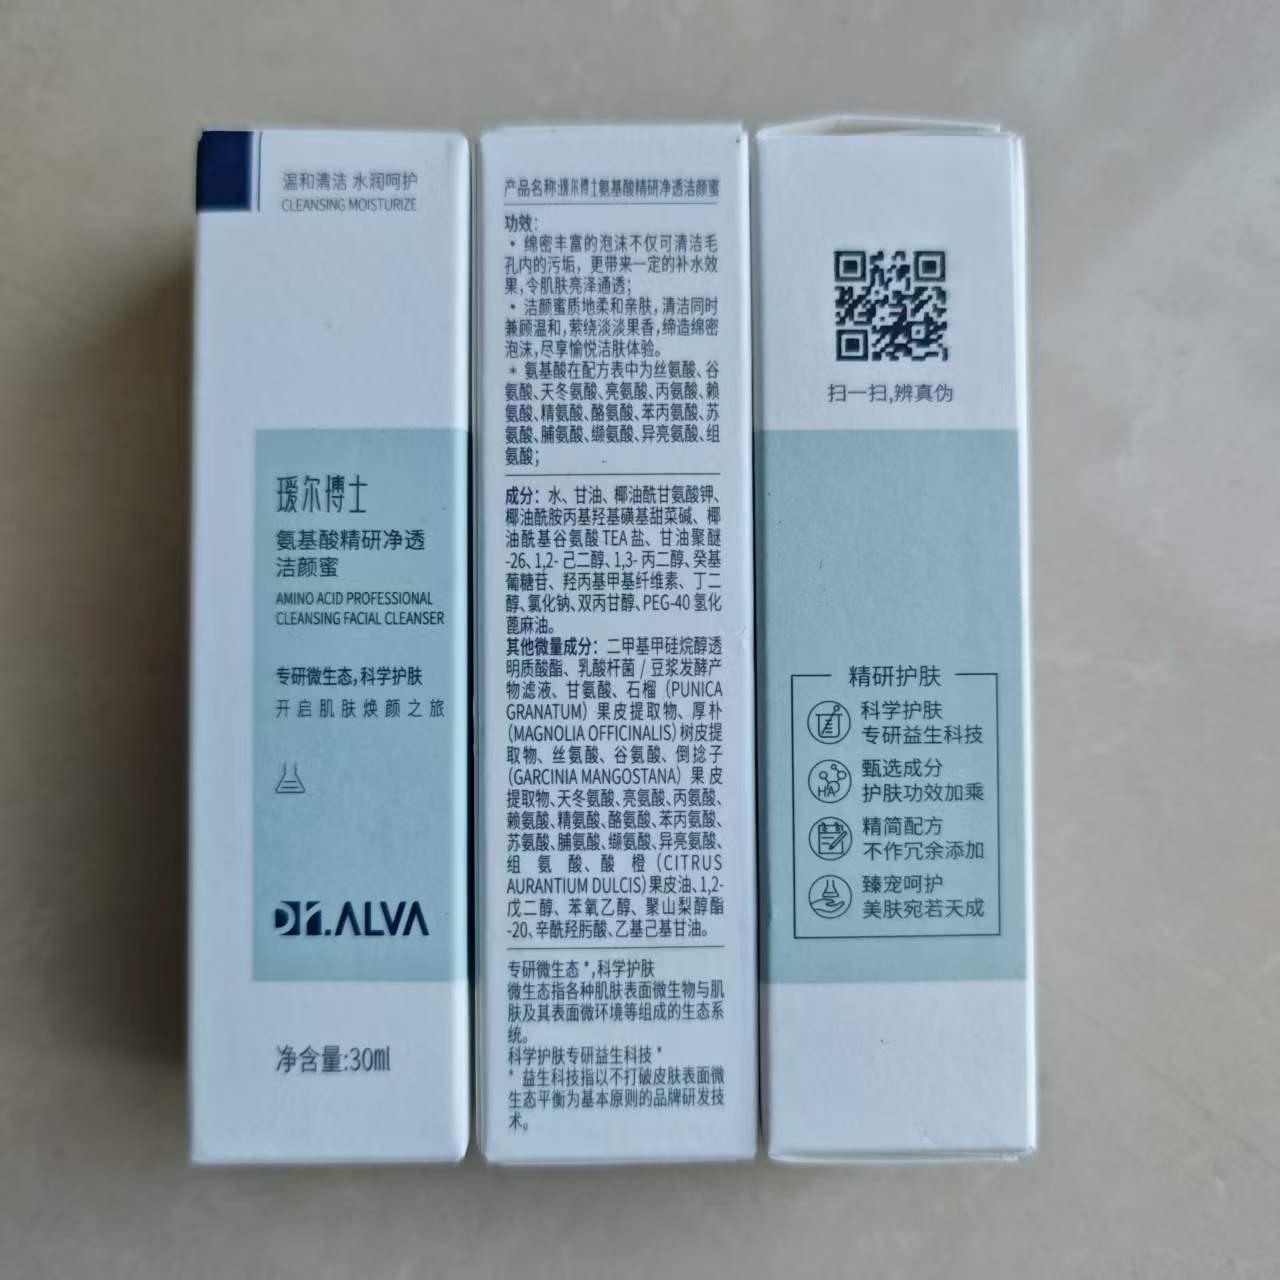 温和清洁 水润呵护
CLEANSING MOISTURIZE
瑷尔博士
氨基酸精研净透
洁颜蜜
AMINO ACID PROFESSIONAL
CLEANSING FACIAL CLEANSER
专研微生态,科学护肤
开启肌肤焕颜之旅
DR.ALVA
净含量:30ml
产品名称:瑷尔博士氨基酸精研净透洁颜蜜
功效:
• 绵密丰富的泡沫不仅可清洁毛
孔内的污垢，更带来一定的补水效
果,令肌肤亮泽通透;
• 洁颜蜜质地柔和亲肤,清洁同时
兼顾温和,萦绕淡淡果香,缔造绵密
泡沫,尽享愉悦洁肤体验。
* 氨基酸在配方表中为丝氨酸、谷
氨酸、天冬氨酸、亮氨酸、丙氨酸、赖
氨酸、精氨酸、酪氨酸、苯丙氨酸、苏
氨酸、脯氨酸、缬氨酸、异亮氨酸、组
氨酸;
成分：水、甘油、椰油酰甘氨酸钾、
椰油酰胺丙基羟基磺基甜菜碱、椰
油酰基谷氨酸TEA盐、甘油聚醚
-26、1,2-己二醇、1,3-丙二醇、癸基
葡糖苷、羟丙基甲基纤维素、丁二
醇、氯化钠、双丙甘醇、PEG-40氢化
蓖麻油。
其他微量成分：二甲基甲硅烷醇透
明质酸酯、乳酸杆菌/豆浆发酵产
物滤液、甘氨酸、石榴（PUNICA
GRANATUM）果皮提取物、厚朴
（MAGNOLIA OFFICINALIS）树皮提
取物、丝氨酸、谷氨酸、倒捻子
（GARCINIA MANGOSTANA）果皮
提取物、天冬氨酸、亮氨酸、丙氨酸、
赖氨酸、精氨酸、酪氨酸、苯丙氨酸、
苏氨酸、脯氨酸、缬氨酸、异亮氨酸、
组氨酸、酸橙（CITRUS
AURANTIUM DULCIS）果皮油、1,2-
戊二醇、苯氧乙醇、聚山梨醇酯
-20、辛酰羟肟酸、乙基己基甘油。
专研微生态*,科学护肤
微生态指各种肌肤表面微生物与肌
肤及其表面微环境等组成的生态系
统。
科学护肤专研益生科技*
* 益生科技指以不打破皮肤表面微
生态平衡为基本原则的品牌研发技
术。
扫一扫,辨真伪
精研护肤
科学护肤
专研益生科技
HA
甄选成分
护肤功效加乘
精简配方
不作冗余添加
臻宠呵护
美肤宛若天成